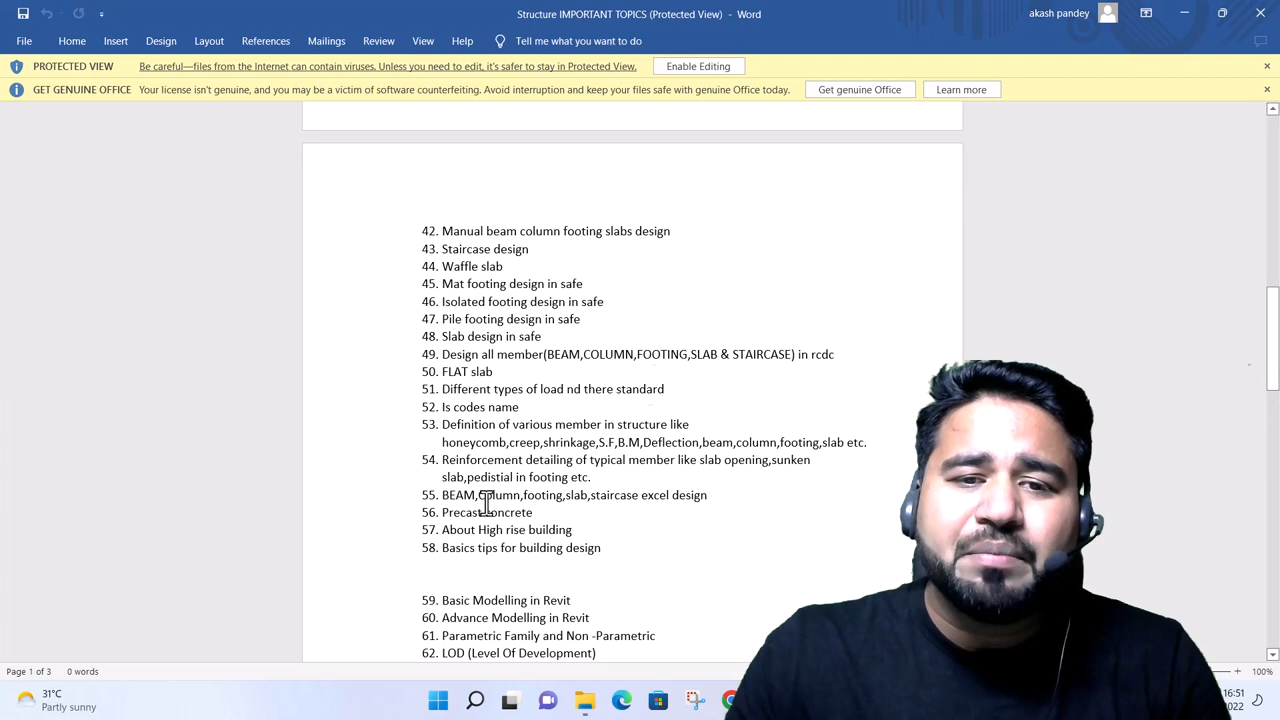 Structure IMPORTANT TOPICS (Protected View) - Word
akash pandey
File Home Insert Design Layout References Mailings Review View Help Tell me what you want to do
PROTECTED VIEW Be careful—files from the Internet can contain viruses. Unless you need to edit, it's safer to stay in Protected View. Enable Editing
GET GENUINE OFFICE Your license isn't genuine, and you may be a victim of software counterfeiting. Avoid interruption and keep your files safe with genuine Office today. Get genuine Office Learn more
42. Manual beam column footing slabs design
43. Staircase design
44. Waffle slab
45. Mat footing design in safe
46. Isolated footing design in safe
47. Pile footing design in safe
48. Slab design in safe
49. Design all member(BEAM,COLUMN,FOOTING,SLAB & STAIRCASE) in rcdc
50. FLAT slab
51. Different types of load nd there standard
52. Is codes name
53. Definition of various member in structure like
honeycomb,creep,shrinkage,S.F,B.M,Deflection,beam,column,footing,slab etc.
54. Reinforcement detailing of typical member like slab opening,sunken
slab,pedistial in footing etc.
55. BEAM,column,footing,slab,staircase excel design
56. Precast concrete
57. About High rise building
58. Basics tips for building design
59. Basic Modelling in Revit
60. Advance Modelling in Revit
61. Parametric Family and Non -Parametric
62. LOD (Level Of Development)
Page 1 of 3 0 words
100%
31°C
Partly sunny
16:51
2022